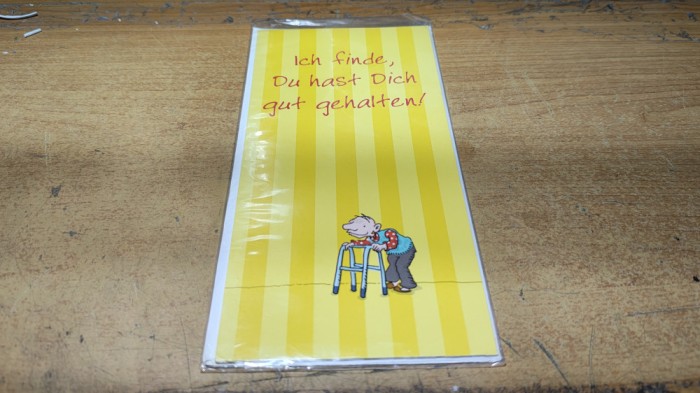 Ich finde,
Du hast Dich
gut gehalten!